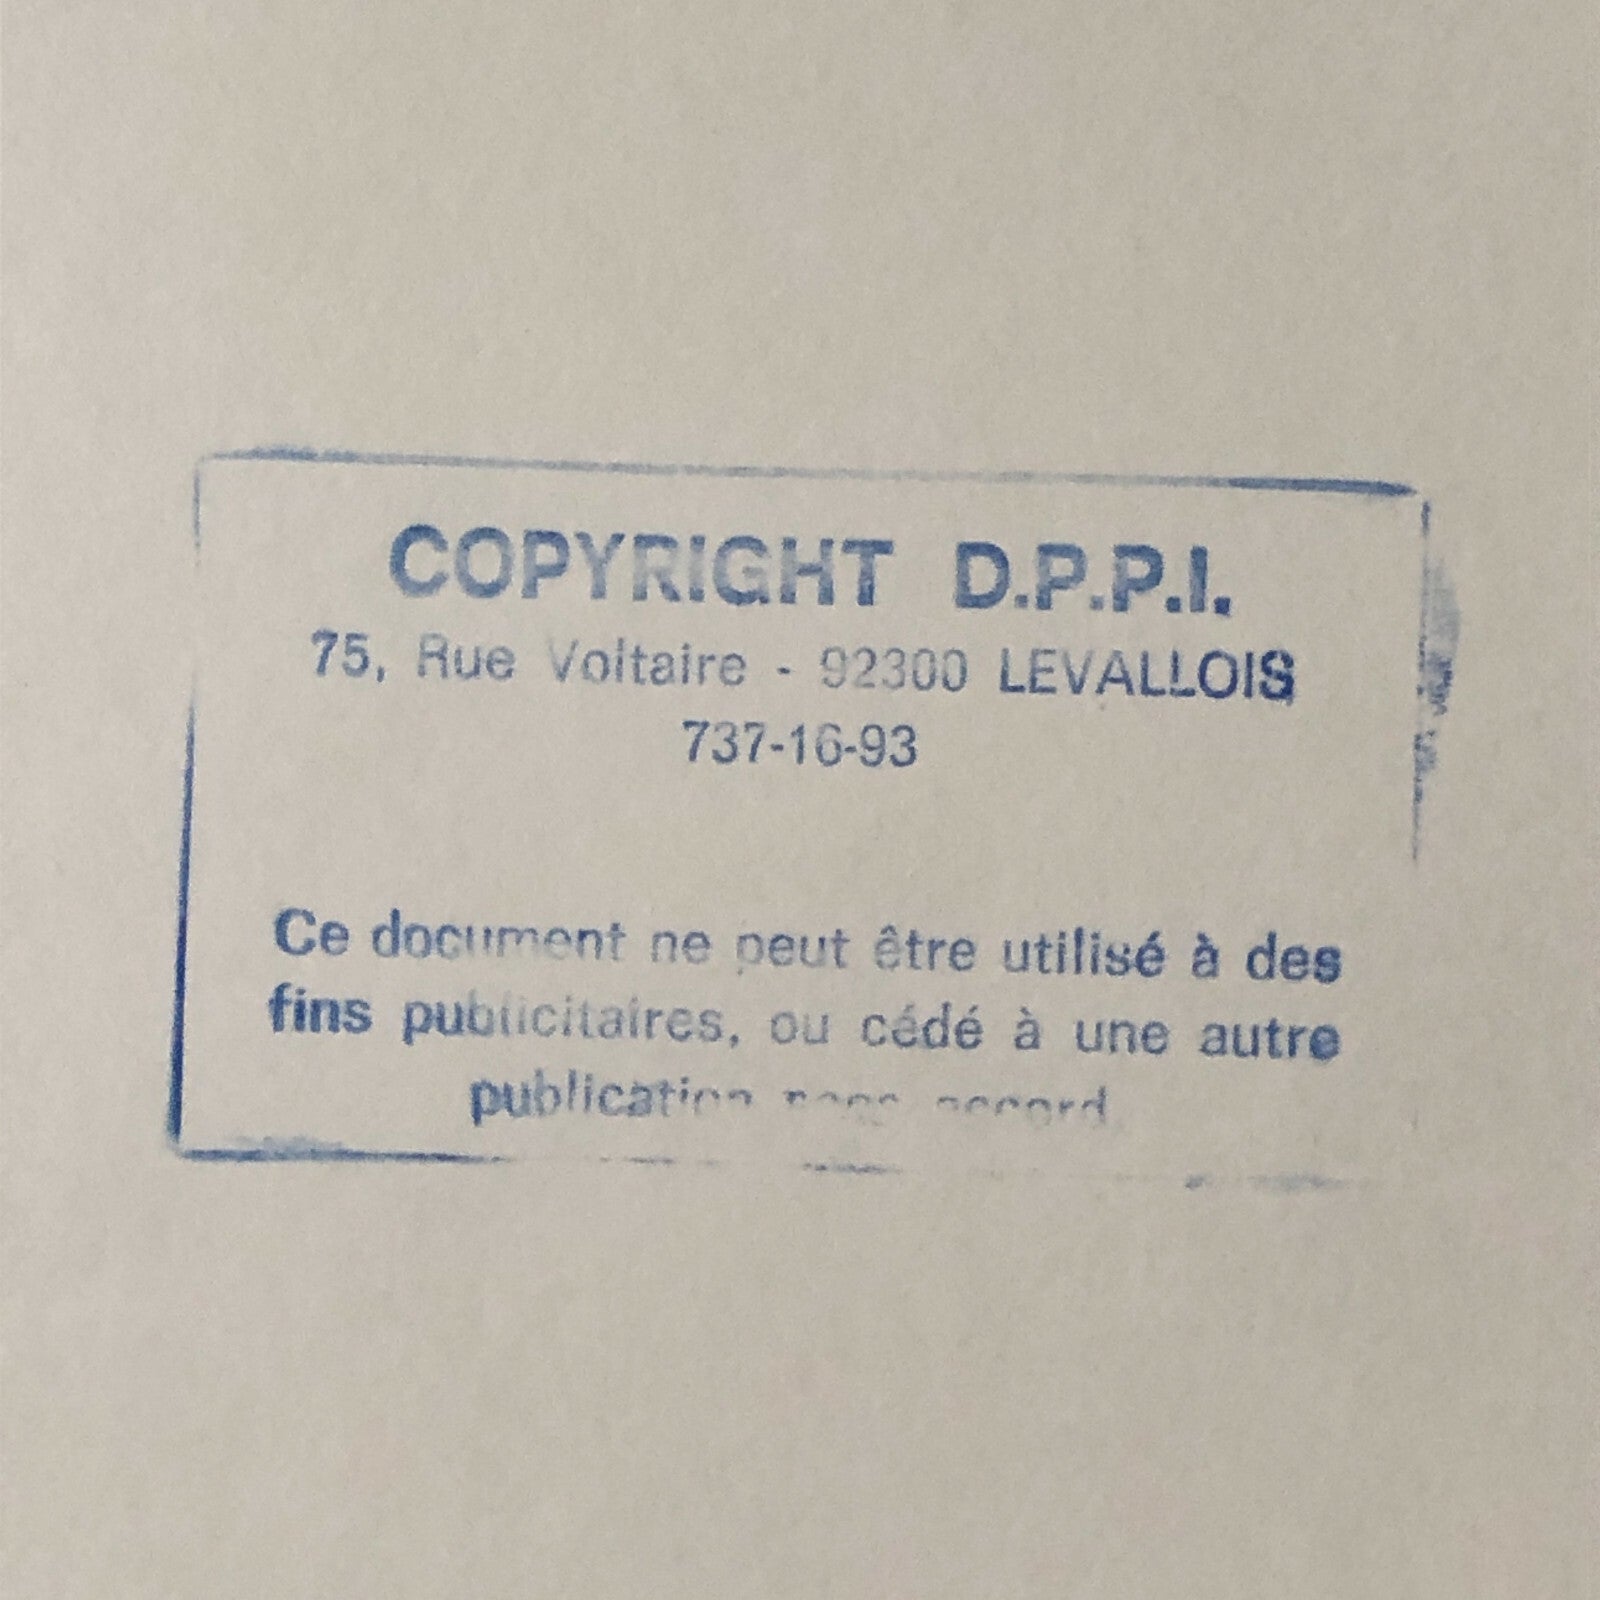 COPYRIGHT D.P.P.I.
75, Rue Voltaire - 92300 LEVALLOIS
737-16-93
Ce document ne peut être utilisé à des
fins publicitaires, ou cédé à une autre
publication accord